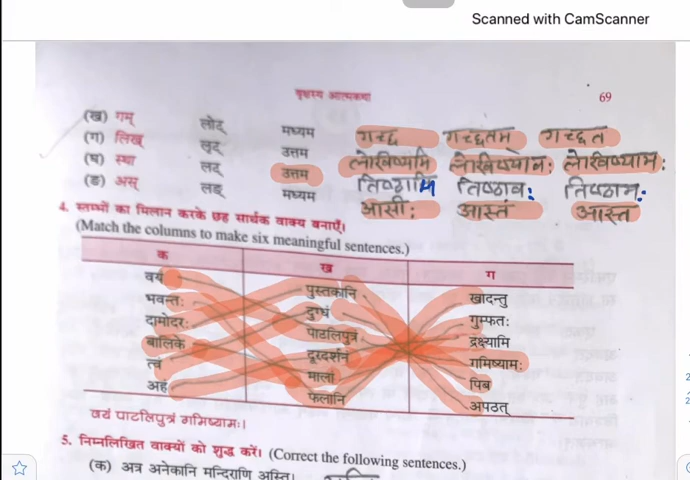 Scanned with CamScanner
वृक्षस्य आत्मकथा 69
(ख) गम् लोट् मध्यम गच्छ गच्छतम गच्छत
(ग) लिख् लृट् उत्तम लेखिष्यामि लेखिष्यावः लेखिष्यामः
(घ) स्था लट् उत्तम तिष्ठामि तिष्ठावः तिष्ठामः
(ङ) अस् लङ् मध्यम आसीः आस्तं आस्त
4. स्तम्भों का मिलान करके छह सार्थक वाक्य बनाएँ।
(Match the columns to make six meaningful sentences.)
क ख ग
वयं पुस्तकानि खादन्तु
भवन्तः दुग्धं गुम्फतः
दामोदरः पाटलिपुत्रं द्रक्ष्यामि
बालिके दूरदर्शनं गमिष्यामः
त्वं माला पिब
अहं फलानि अपठत्
वयं पाटलिपुत्रं गमिष्यामः।
5. निम्नलिखित वाक्यों को शुद्ध करें। (Correct the following sentences.)
(क) अत्र अनेकानि मन्दिराणि अस्ति।